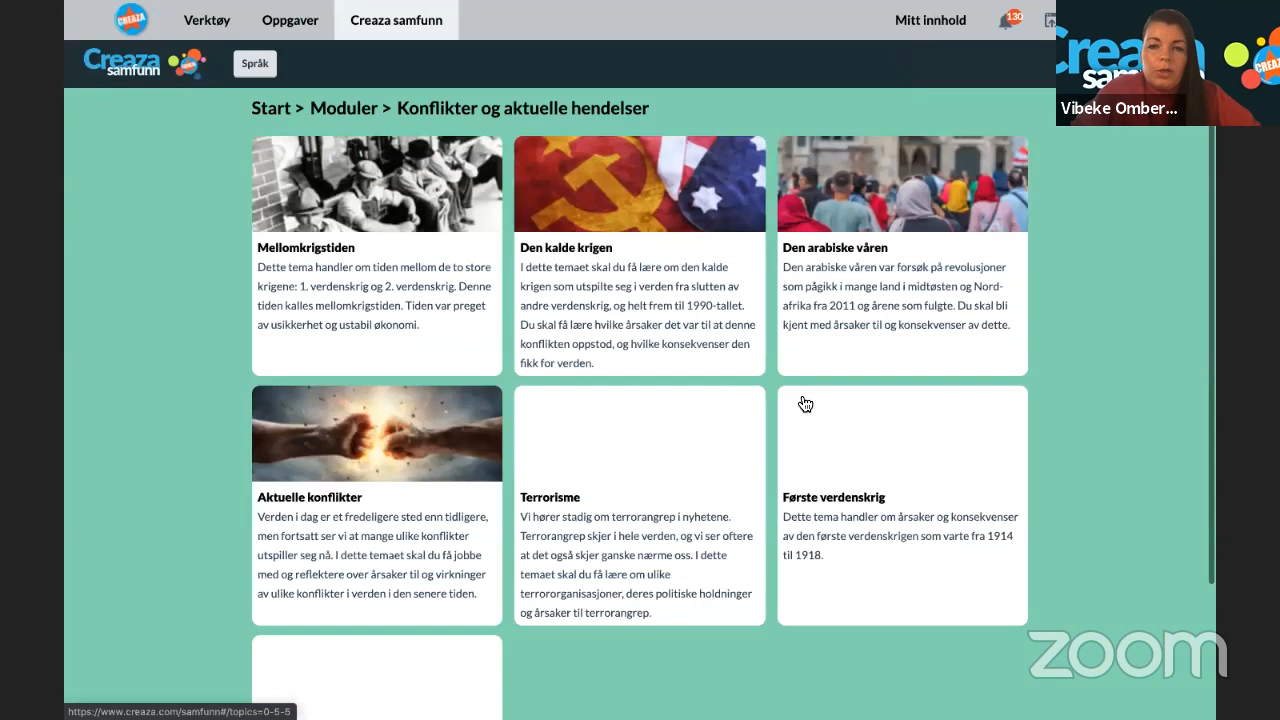 CREAZA
Verktøy
Oppgaver
Creaza samfunn
Mitt innhold
130
Creaza
samfunn
Språk
Vibeke Omber...
Start > Moduler > Konflikter og aktuelle hendelser
Mellomkrigstiden
Dette tema handler om tiden mellom de to store
krigene: 1. verdenskrig og 2. verdenskrig. Denne
tiden kalles mellomkrigstiden. Tiden var preget
av usikkerhet og ustabil økonomi.
Den kalde krigen
I dette temaet skal du få lære om den kalde
krigen som utspilte seg i verden fra slutten av
andre verdenskrig, og helt frem til 1990-tallet.
Du skal få lære hvilke årsaker det var til at denne
konflikten oppstod, og hvilke konsekvenser den
fikk for verden.
Den arabiske våren
Den arabiske våren var forsøk på revolusjoner
som pågikk i mange land i midtøsten og Nord-
afrika fra 2011 og årene som fulgte. Du skal bli
kjent med årsaker til og konsekvenser av dette.
Aktuelle konflikter
Verden i dag er et fredeligere sted enn tidligere,
men fortsatt ser vi at mange ulike konflikter
utspiller seg nå. I dette temaet skal du få jobbe
med og reflektere over årsaker til og virkninger
av ulike konflikter i verden i den senere tiden.
Terrorisme
Vi hører stadig om terrorangrep i nyhetene.
Terrorangrep skjer i hele verden, og vi ser oftere
at det også skjer ganske nærme oss. I dette
temaet skal du få lære om ulike
terrororganisasjoner, deres politiske holdninger
og årsaker til terrorangrep.
Første verdenskrig
Dette tema handler om årsaker og konsekvenser
av den første verdenskrigen som varte fra 1914
til 1918.
zoom
https://www.creaza.com/samfunn#/topics=0-5-5